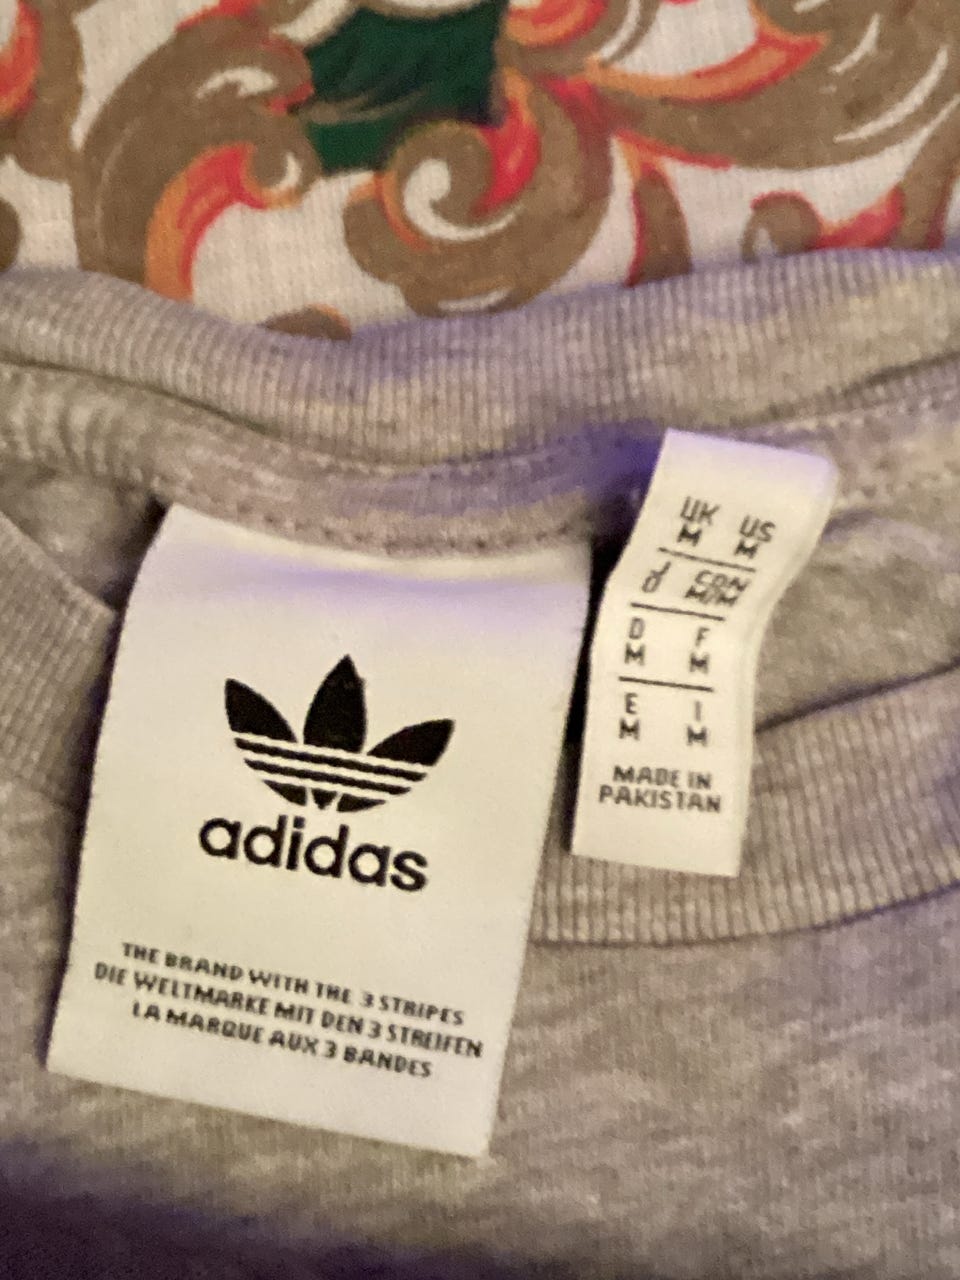 adidas
THE BRAND WITH THE 3 STRIPES
DIE WELTMARKE MIT DEN 3 STREIFEN
LA MARQUE AUX 3 BANDES
UK US
M M
J CDN
O M/M
D F
M M
E I
M M
MADE IN
PAKISTAN